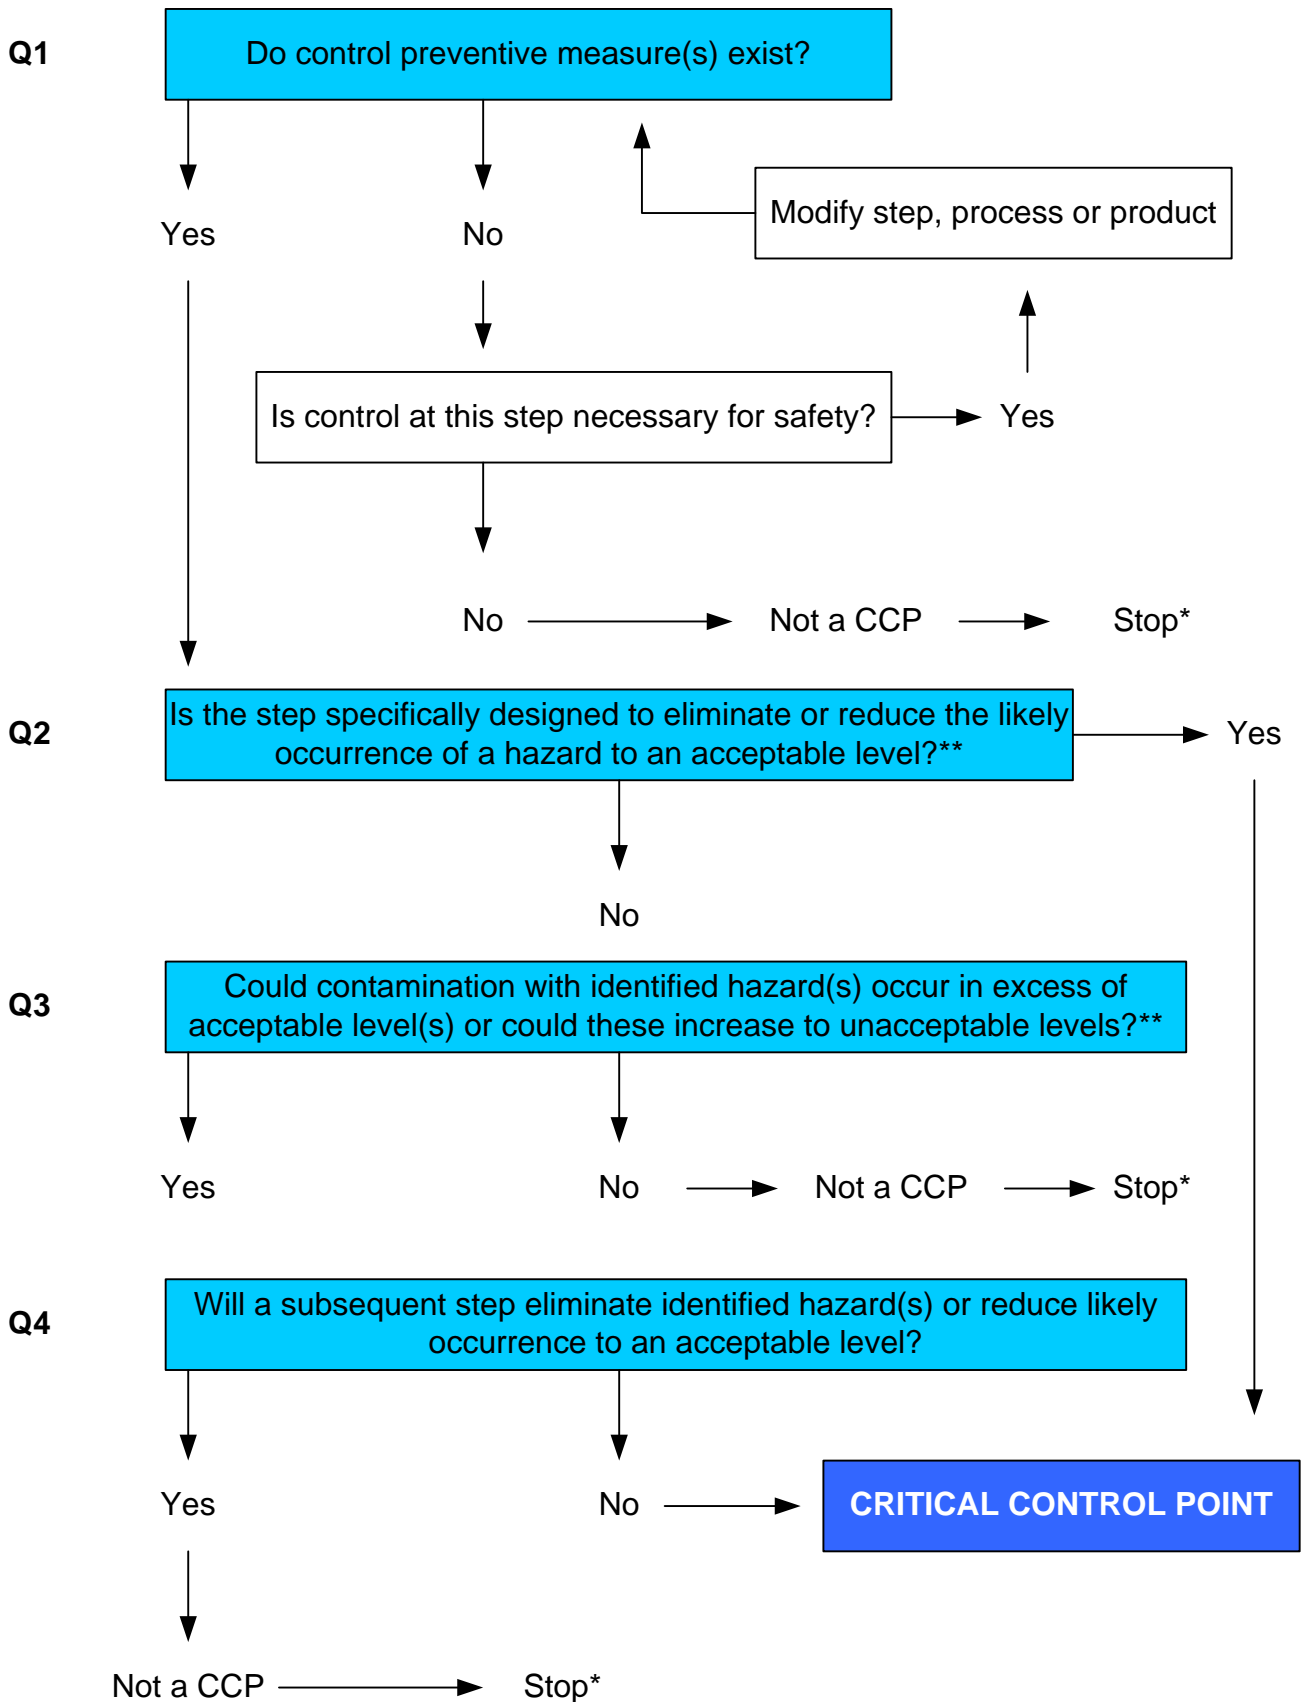 Q1
Do control preventive measure(s) exist?
Modify step, process or product
Yes
No
Is control at this step necessary for safety?
Yes
No
Not a CCP
Stop*
Q2
Is the step specifically designed to eliminate or reduce the likely
occurrence of a hazard to an acceptable level?**
Yes
No
Q3
Could contamination with identified hazard(s) occur in excess of
acceptable level(s) or could these increase to unacceptable levels?**
Yes
No
Not a CCP
Stop*
Q4
Will a subsequent step eliminate identified hazard(s) or reduce likely
occurrence to an acceptable level?
Yes
No
CRITICAL CONTROL POINT
Not a CCP
Stop*